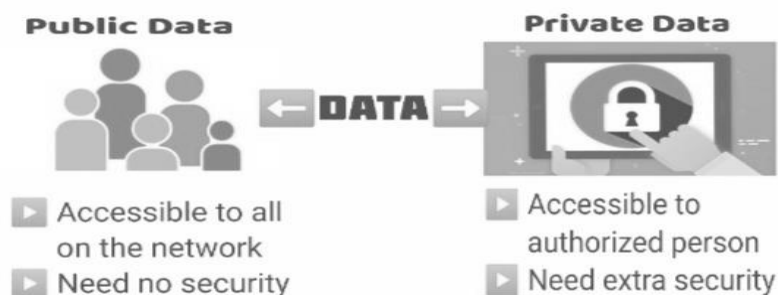 Public Data
Private Data
DATA
Accessible to all
on the network
Need no security
Accessible to
authorized person
Need extra security